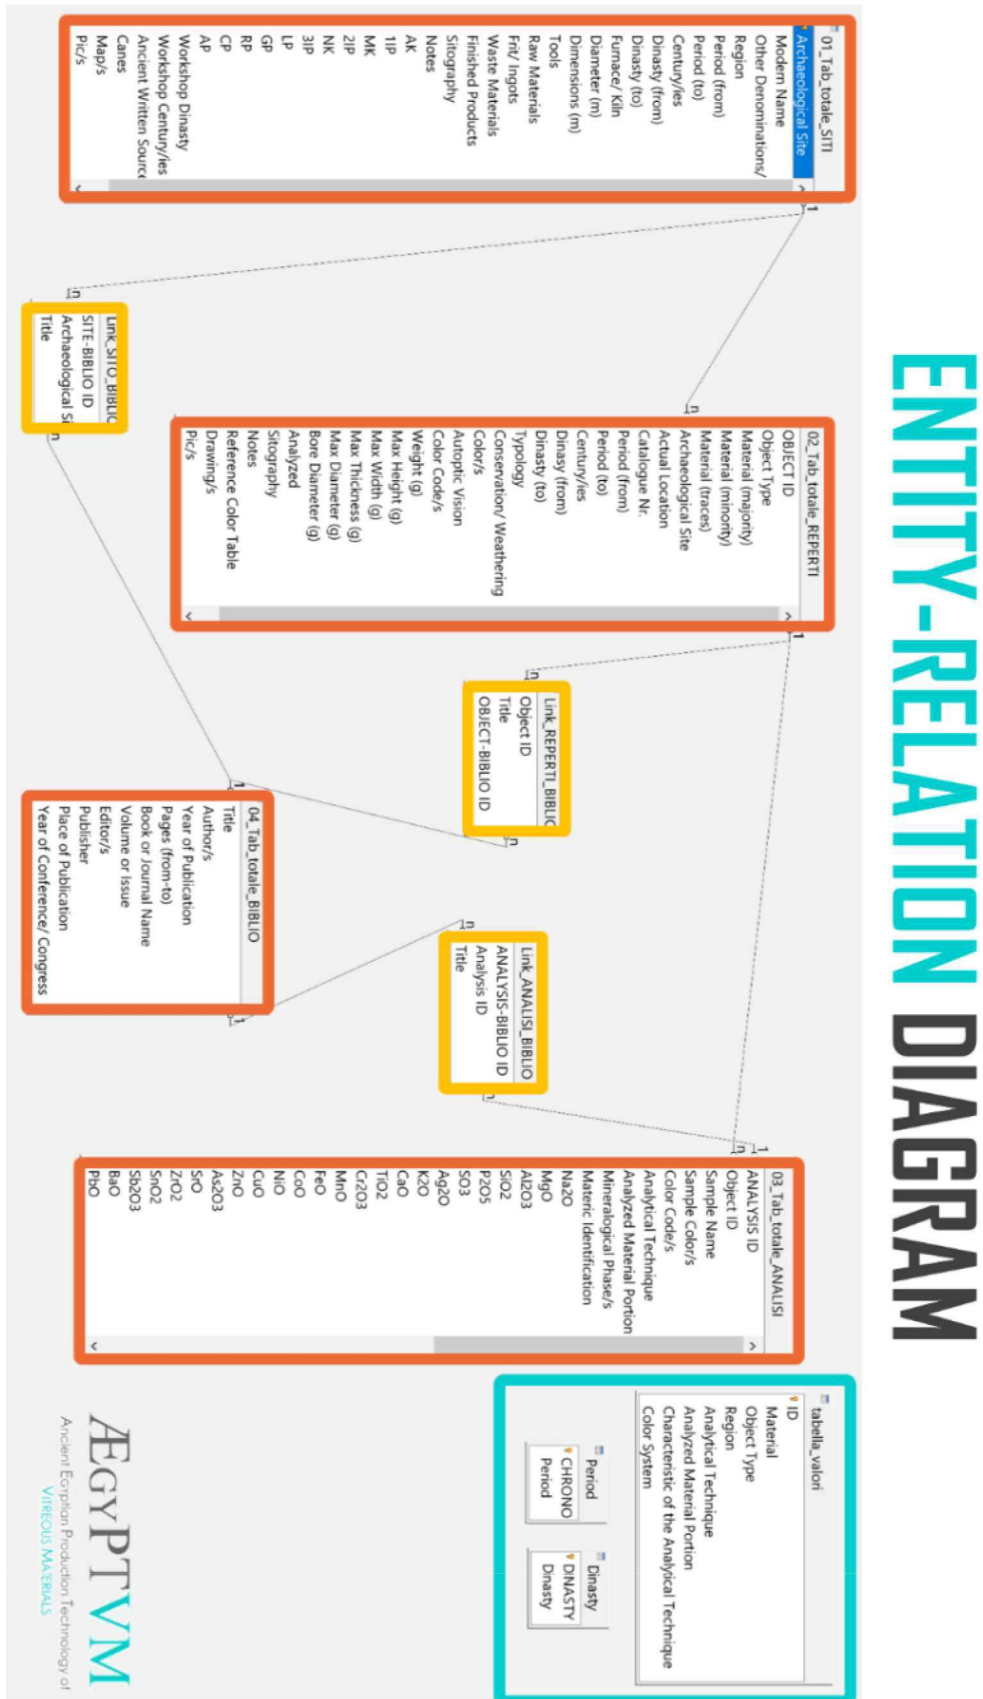 ENTITY-RELATION DIAGRAM
01_Tab_totale_SITI
Archaeological Site
Modern Name
Other Denominations/
Region
Period (from)
Period (to)
Century/ies
Dinasty (from)
Dinasty (to)
Furnace/ Kiln
Dimensions (m)
Diameter (m)
Tools
Raw Materials
Frit/ Ingots
Waste Materials
Finished Products
Sitography
Notes
AK
1IP
MK
2IP
NK
3IP
LP
GP
RP
CP
AP
Workshop Dinasty
Workshop Century/ies
Ancient Written Source
Canes
Map/s
Pic/s
1
n
n
Link_SITO_BIBLIO
SITE-BIBLIO ID
Archaeological Si
Title
n
02_Tab_totale_REPERTI
OBJECT ID
Object Type
Material (majority)
Material (minority)
Material (traces)
Archaeological Site
Actual Location
Catalogue Nr.
Period (from)
Period (to)
Century/ies
Dinasy (from)
Dinasty (to)
Typology
Conservation/ Weathering
Color/s
Autoptic Vision
Color Code/s
Weight (g)
Max Height (g)
Max Width (g)
Max Thickness (g)
Max Diameter (g)
Bore Diameter (g)
Analyzed
Sitography
Notes
Reference Color Table
Drawing/s
Pic/s
1
n
Link_REPERTI_BIBLIO
Object ID
Title
OBJECT-BIBLIO ID
n
1
04_Tab_totale_BIBLIO
Title
Author/s
Year of Publication
Pages (from-to)
Book or Journal Name
Volume or Issue
Editor/s
Publisher
Place of Publication
Year of Conference/ Congress
1
n
Link_ANALISI_BIBLIO
ANALYSIS-BIBLIO ID
Analysis ID
Title
n
1
n
03_Tab_totale_ANALISI
ANALYSIS ID
Object ID
Sample Name
Sample Color/s
Color Code/s
Analytical Technique
Analyzed Material Portion
Mineralogical Phase/s
Materic Identification
Na2O
MgO
Al2O3
SiO2
P2O5
SO3
Ag2O
K2O
CaO
TiO2
Cr2O3
MnO
FeO
CoO
NiO
CuO
ZnO
As2O3
SrO
ZrO2
SnO2
Sb2O3
BaO
PbO
tabella_valori
ID
Material
Object Type
Region
Analytical Technique
Analyzed Material Portion
Characteristic of the Analytical Technique
Color System
Period
CHRONO
Period
Dinasty
DINASTY
Dinasty
ÆGYPTVM
Ancient Egyptian Production Technology of
VITREOUS MATERIALS